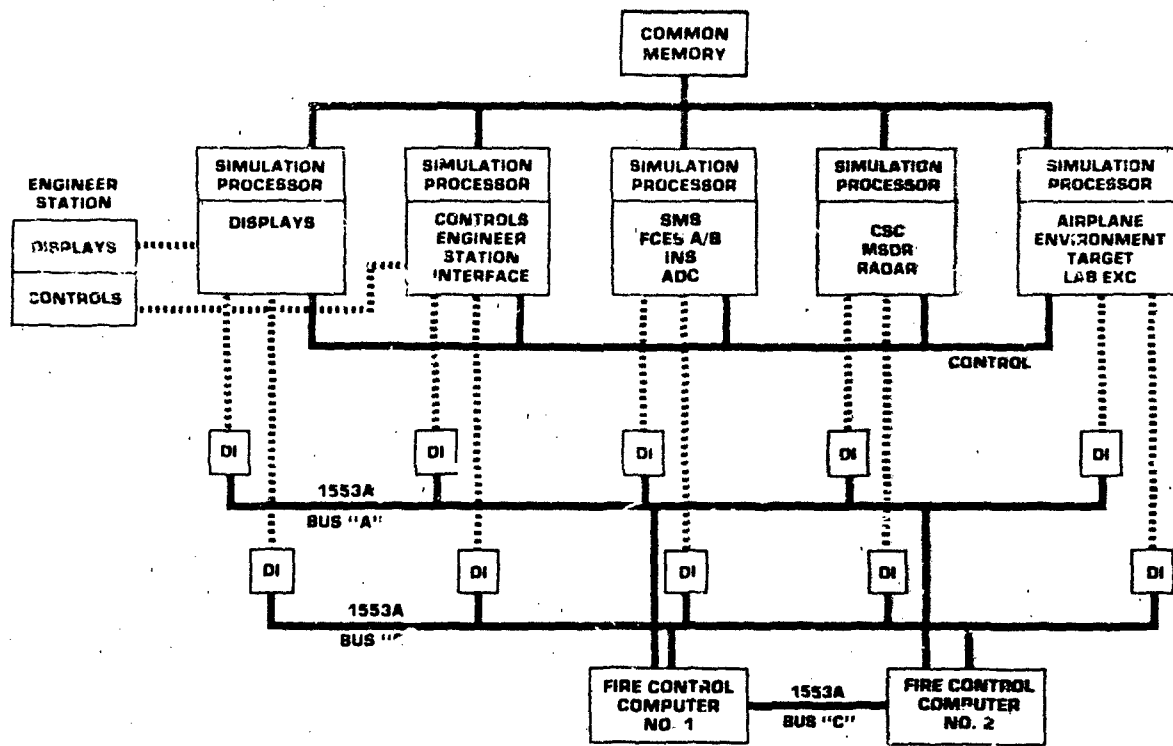 COMMON
MEMORY
ENGINEER
STATION
DISPLAYS
CONTROLS
SIMULATION
PROCESSOR
DISPLAYS
SIMULATION
PROCESSOR
CONTROLS
ENGINEER
STATION
INTERFACE
SIMULATION
PROCESSOR
SMS
FCES A/B
INS
ADC
SIMULATION
PROCESSOR
CSC
MSDR
RADAR
SIMULATION
PROCESSOR
AIRPLANE
ENVIRONMENT
TARGET
LAB EXC
CONTROL
DI
DI
DI
DI
DI
1553A
BUS "A"
DI
DI
DI
DI
DI
1553A
BUS
FIRE CONTROL
COMPUTER
NO. 1
1553A
BUS "C"
FIRE CONTROL
COMPUTER
NO. 2